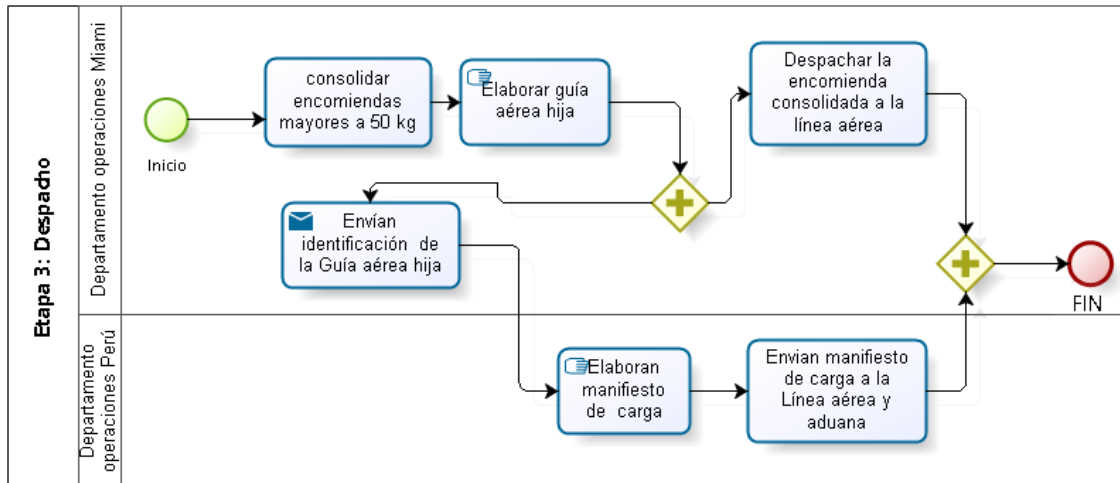 Etapa 3: Despadho
Departamento operaciones Miami
Inicio
consolidar
encomiendas
mayores a 50 kg
Elaborar guía
aérea hija
Despachar la
encomienda
consolidada a la
línea aérea
Envían
identificación de
la Guía aérea hija
FIN
Departamento
operaciones Perú
Elaboran
manifiesto
de carga
Envian manifiesto
de carga a la
Línea aérea y
aduana